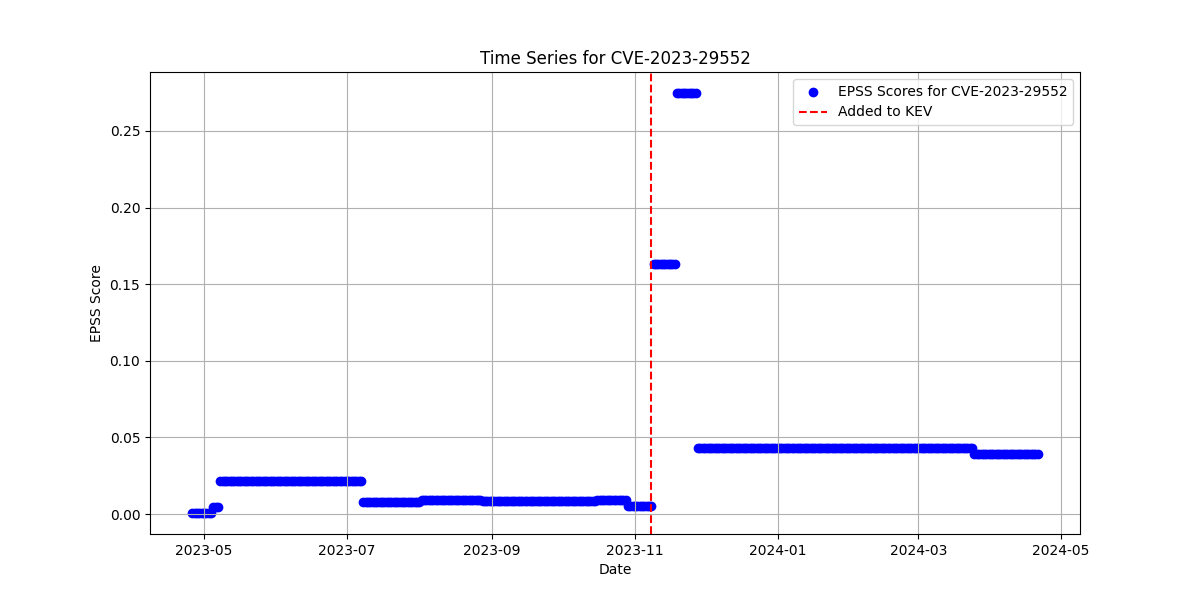 Time Series for CVE-2023-29552
EPSS Scores for CVE-2023-29552
Added to KEV
EPSS Score
0.25
0.20
0.15
0.10
0.05
0.00
2023-05
2023-07
2023-09
2023-11
2024-01
2024-03
2024-05
Date